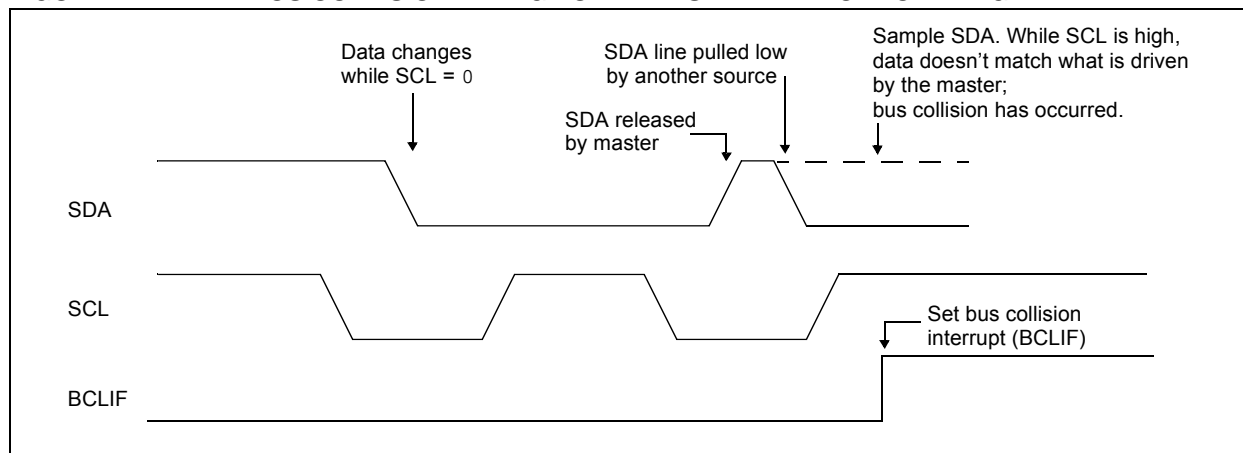 Data changes
while SCL = 0
SDA line pulled low
by another source
Sample SDA. While SCL is high,
data doesn't match what is driven
by the master;
bus collision has occurred.
SDA released
by master
SDA
SCL
Set bus collision
interrupt (BCLIF)
BCLIF